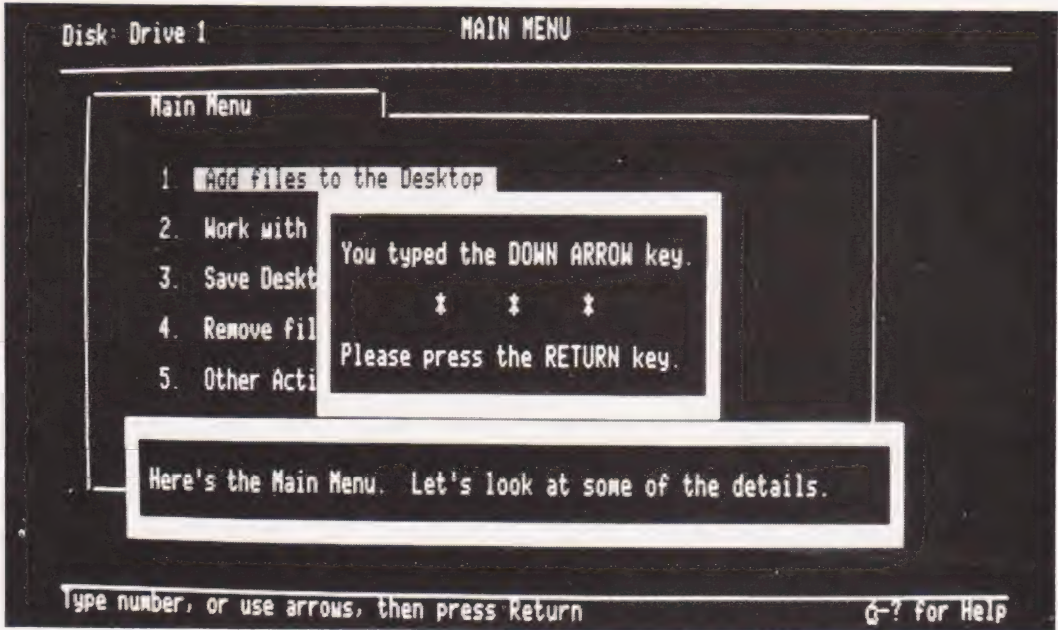 Disk: Drive 1
MAIN MENU
Main Menu
1. Add files to the Desktop
2. Work with
3. Save Deskt
4. Remove fil
5. Other Acti
You typed the DOWN ARROW key.
* * *
Please press the RETURN key.
Here's the Main Menu. Let's look at some of the details.
Type number, or use arrows, then press Return
-? for Help